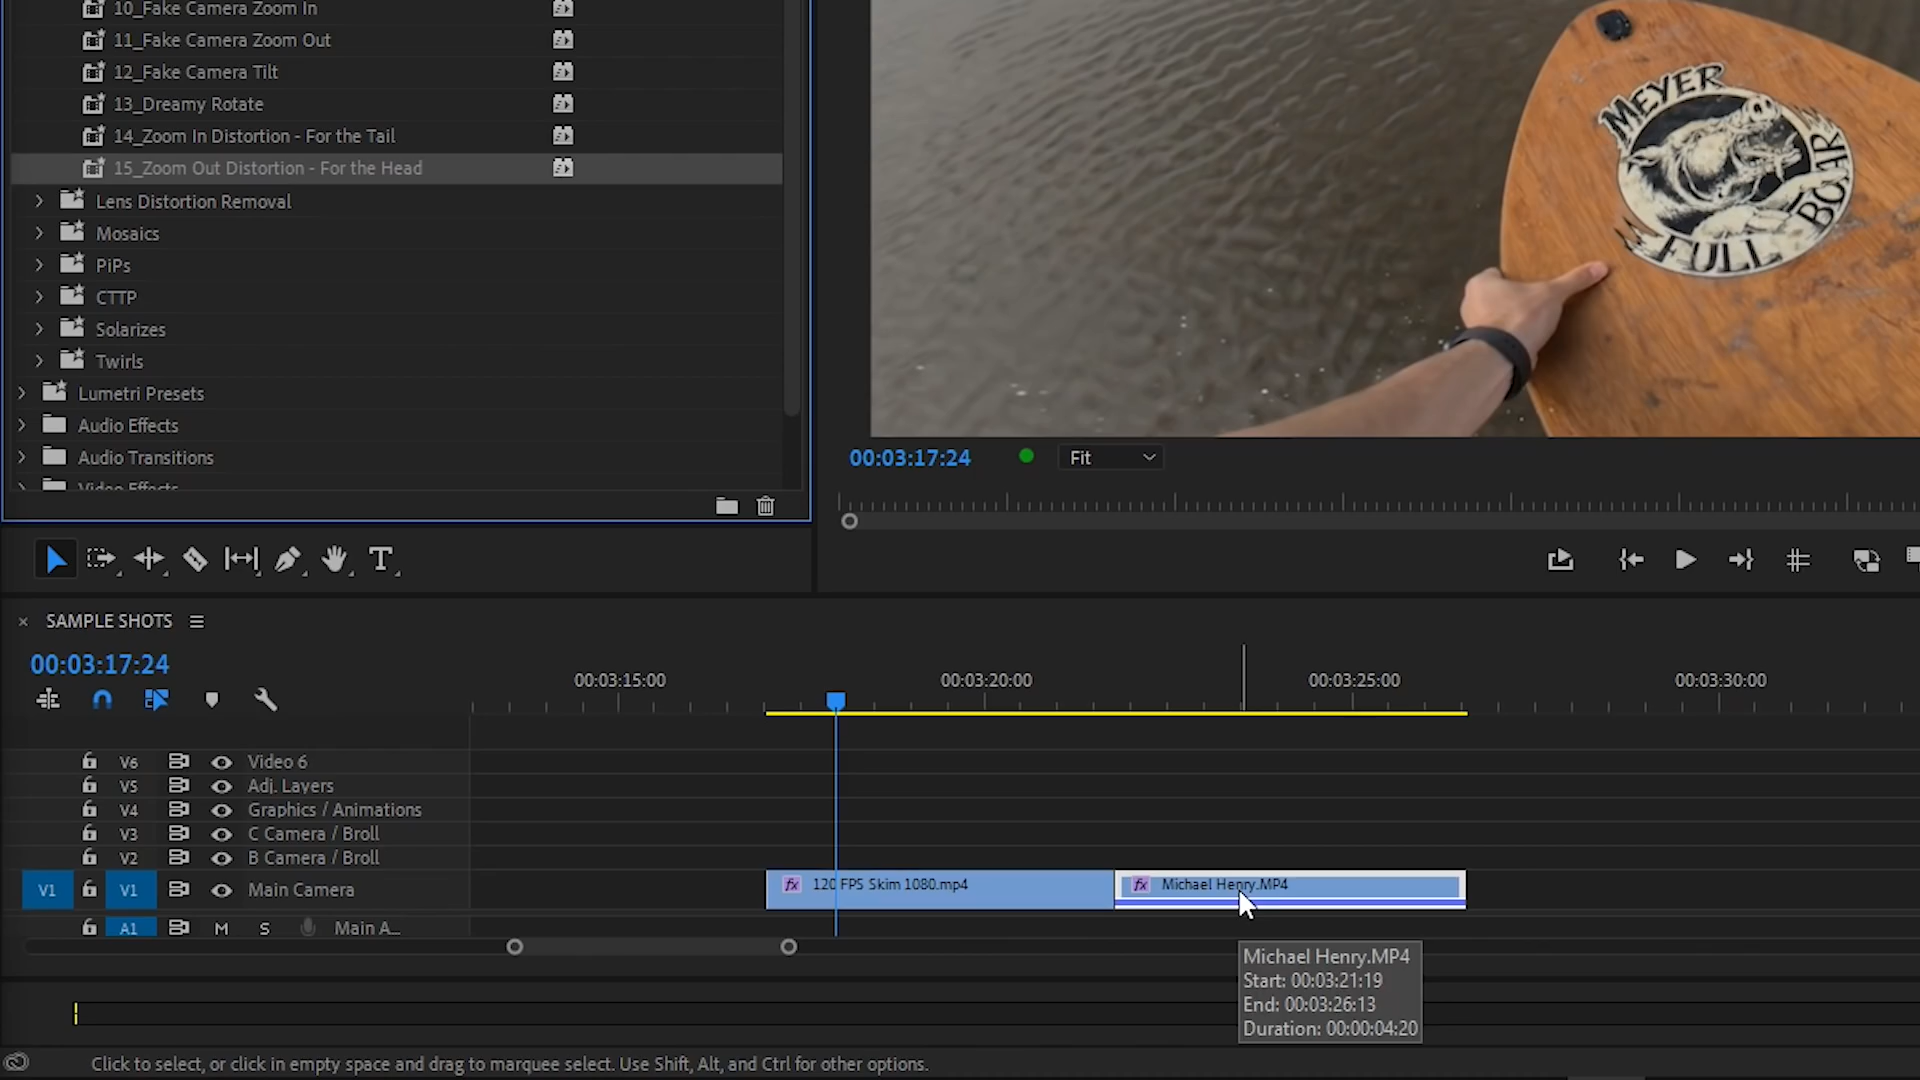 10_Fake Camera Zoom In
11_Fake Camera Zoom Out
12_Fake Camera Tilt
13_Dreamy Rotate
14_Zoom In Distortion - For the Tail
15_Zoom Out Distortion - For the Head
Lens Distortion Removal
Mosaics
PiPs
CTTP
Solarizes
Twirls
Lumetri Presets
Audio Effects
Audio Transitions
Video Effects
MEYER
FULL BOAR
00:03:17:24
Fit
SAMPLE SHOTS
00:03:17:24
00:03:15:00
00:03:20:00
00:03:25:00
00:03:30:00
V6 Video 6
V5 Adj. Layers
V4 Graphics / Animations
V3 C Camera / Broll
V2 B Camera / Broll
V1 V1 Main Camera
fx 120 FPS Skim 1080.mp4
fx Michael Henry.MP4
A1 M S Main A...
Michael Henry.MP4
Start: 00:03:21:19
End: 00:03:26:13
Duration: 00:00:04:20
Click to select, or click in empty space and drag to marquee select. Use Shift, Alt, and Ctrl for other options.